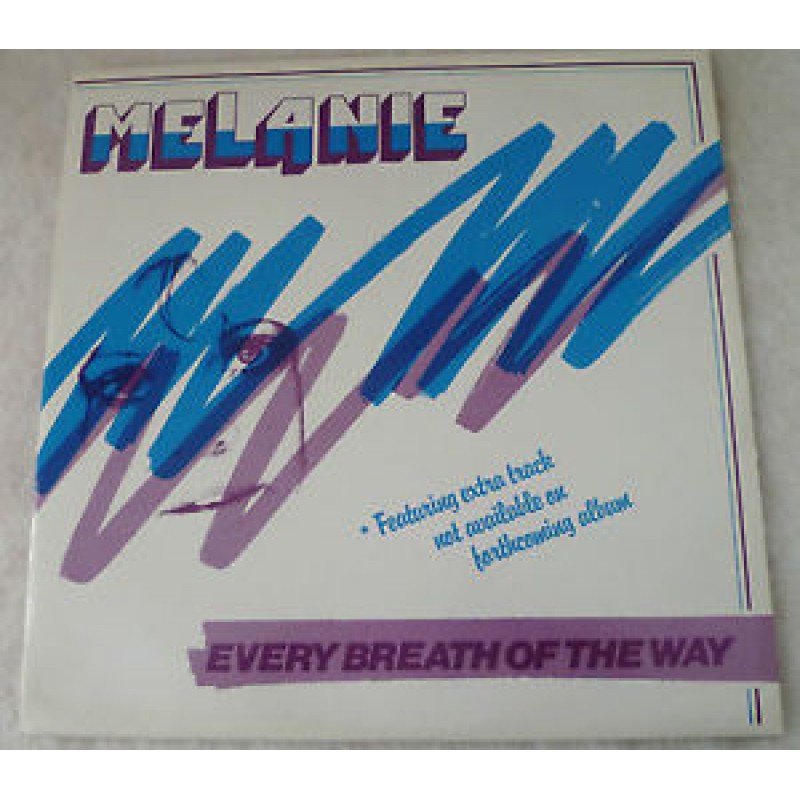 MELANIE
* Featuring extra track
not available on
forthcoming album
EVERY BREATH OF THE WAY